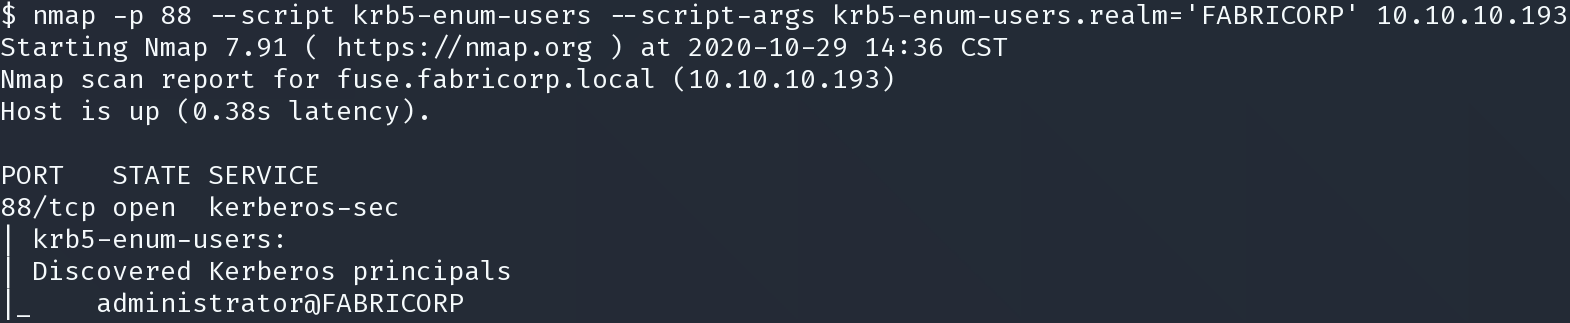 $ nmap -p 88 --script krb5-enum-users --script-args krb5-enum-users.realm='FABRICORP' 10.10.10.193
Starting Nmap 7.91 ( https://nmap.org ) at 2020-10-29 14:36 CST
Nmap scan report for fuse.fabricorp.local (10.10.10.193)
Host is up (0.38s latency).

PORT   STATE SERVICE
88/tcp open  kerberos-sec
| krb5-enum-users:
| Discovered Kerberos principals
|_    administrator@FABRICORP